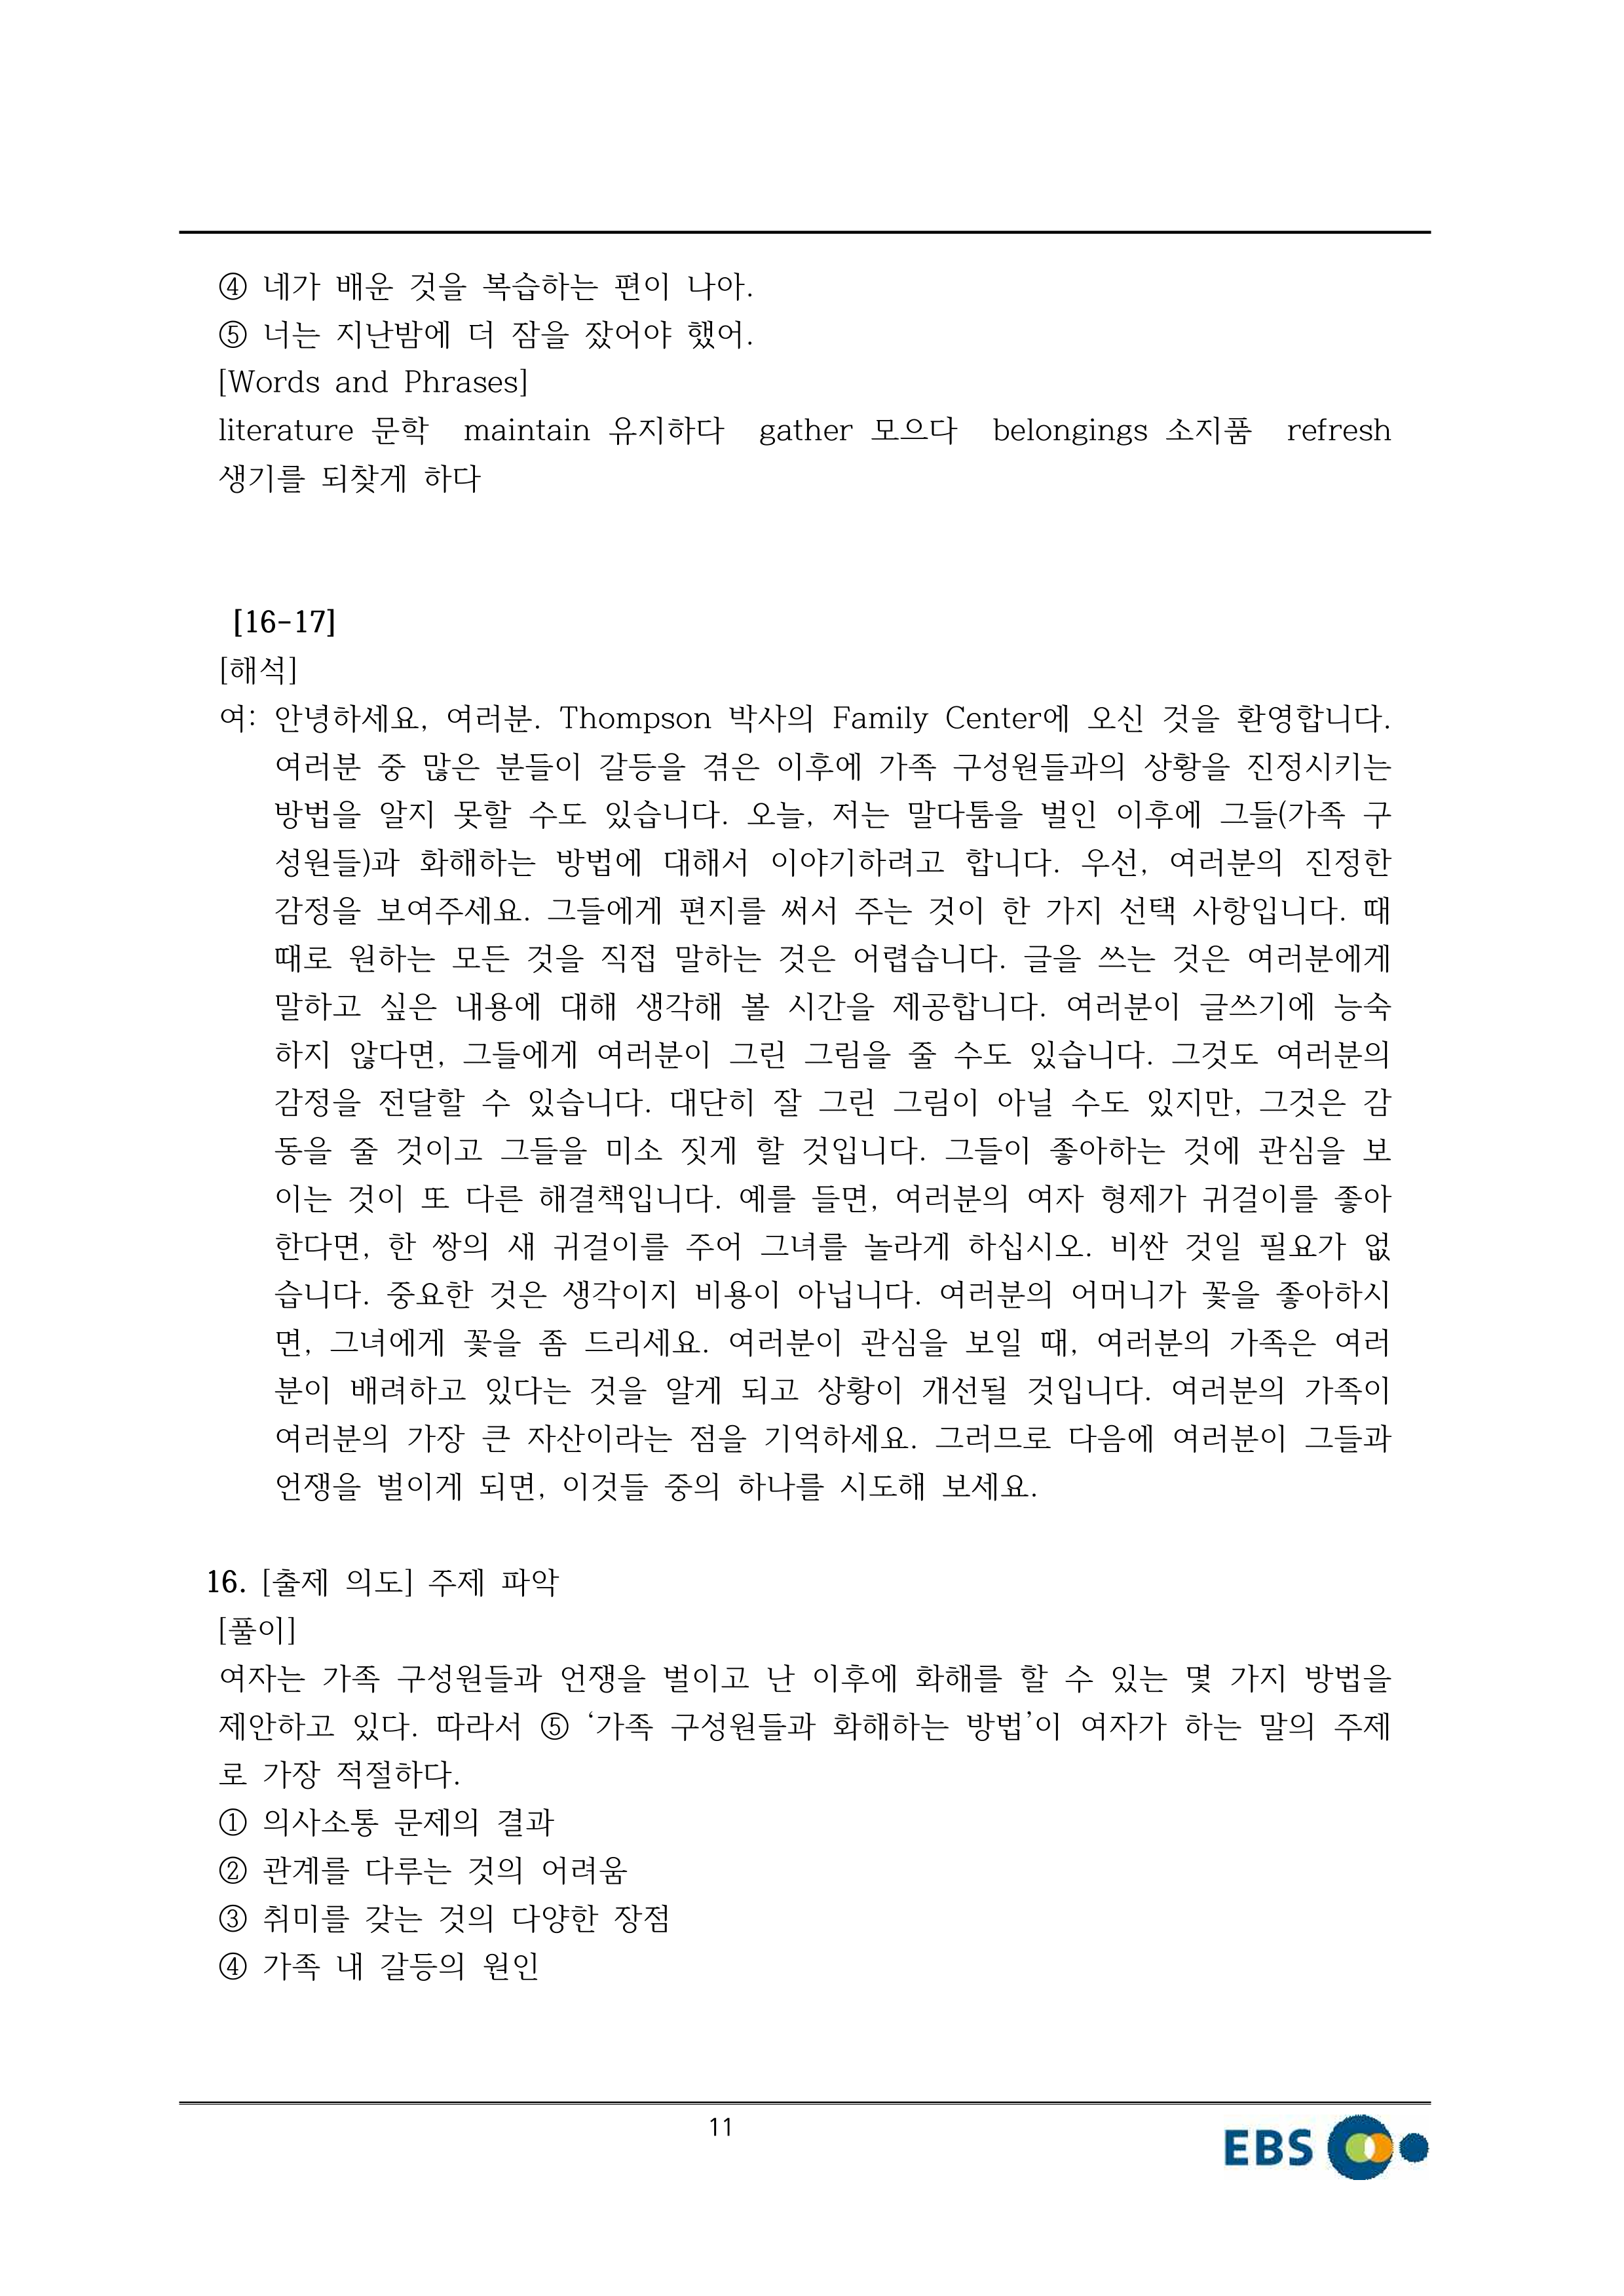 ④ 네가 배운 것을 복습하는 편이 나아.
⑤ 너는 지난밤에 더 잠을 잤어야 했어.
[Words and Phrases]
literature 문학 maintain 유지하다 gather 모으다 belongings 소지품 refresh
생기를 되찾게 하다
[16-17]
[해석]
여: 안녕하세요, 여러분. Thompson 박사의 Family Center에 오신 것을 환영합니다.
여러분 중 많은 분들이 갈등을 겪은 이후에 가족 구성원들과의 상황을 진정시키는
방법을 알지 못할 수도 있습니다. 오늘, 저는 말다툼을 벌인 이후에 그들(가족 구
성원들)과 화해하는 방법에 대해서 이야기하려고 합니다. 우선, 여러분의 진정한
감정을 보여주세요. 그들에게 편지를 써서 주는 것이 한 가지 선택 사항입니다. 때
때로 원하는 모든 것을 직접 말하는 것은 어렵습니다. 글을 쓰는 것은 여러분에게
말하고 싶은 내용에 대해 생각해 볼 시간을 제공합니다. 여러분이 글쓰기에 능숙
하지 않다면, 그들에게 여러분이 그린 그림을 줄 수도 있습니다. 그것도 여러분의
감정을 전달할 수 있습니다. 대단히 잘 그린 그림이 아닐 수도 있지만, 그것은 감
동을 줄 것이고 그들을 미소 짓게 할 것입니다. 그들이 좋아하는 것에 관심을 보
이는 것이 또 다른 해결책입니다. 예를 들면, 여러분의 여자 형제가 귀걸이를 좋아
한다면, 한 쌍의 새 귀걸이를 주어 그녀를 놀라게 하십시오. 비싼 것일 필요가 없
습니다. 중요한 것은 생각이지 비용이 아닙니다. 여러분의 어머니가 꽃을 좋아하시
면, 그녀에게 꽃을 좀 드리세요. 여러분이 관심을 보일 때, 여러분의 가족은 여러
분이 배려하고 있다는 것을 알게 되고 상황이 개선될 것입니다. 여러분의 가족이
여러분의 가장 큰 자산이라는 점을 기억하세요. 그러므로 다음에 여러분이 그들과
언쟁을 벌이게 되면, 이것들 중의 하나를 시도해 보세요.
16. [출제 의도] 주제 파악
[풀이]
여자는 가족 구성원들과 언쟁을 벌이고 난 이후에 화해를 할 수 있는 몇 가지 방법을
제안하고 있다. 따라서 ⑤ ‘가족 구성원들과 화해하는 방법’이 여자가 하는 말의 주제
로 가장 적절하다.
① 의사소통 문제의 결과
② 관계를 다루는 것의 어려움
③ 취미를 갖는 것의 다양한 장점
④ 가족 내 갈등의 원인
11
EBS